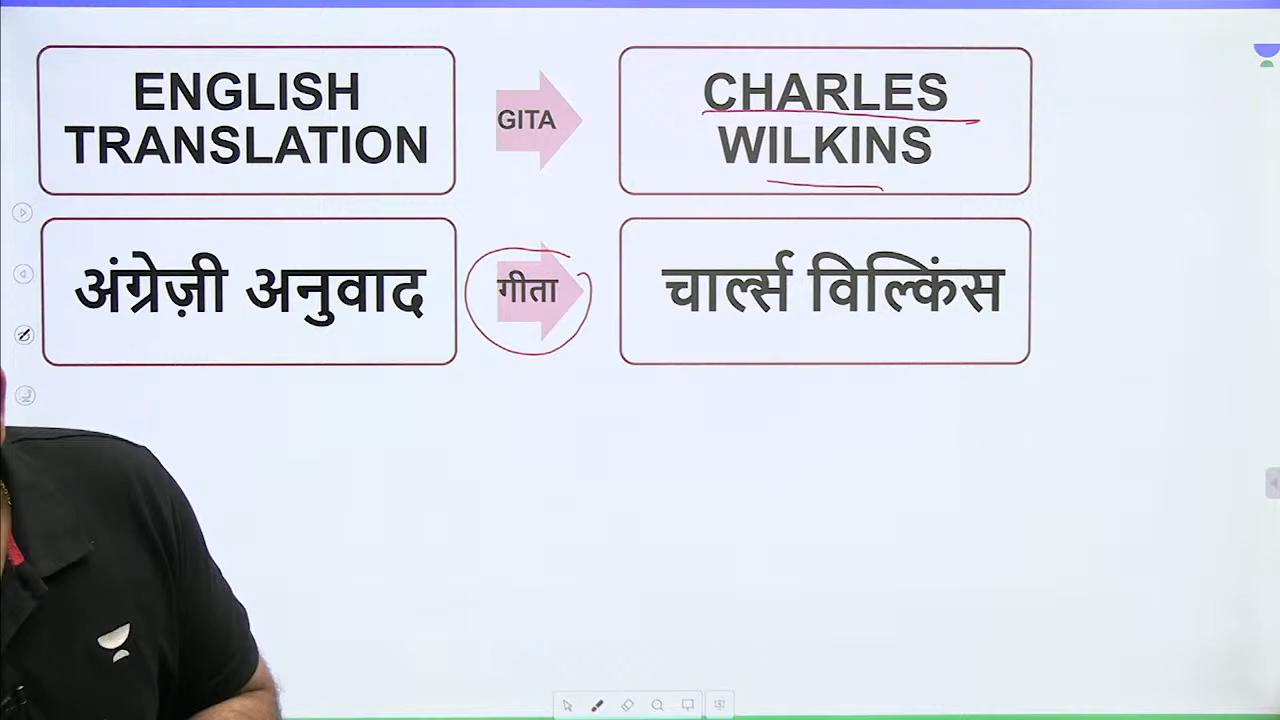 ENGLISH
TRANSLATION
GITA
CHARLES
WILKINS
अंग्रेज़ी अनुवाद
गीता
चार्ल्स विल्किंस